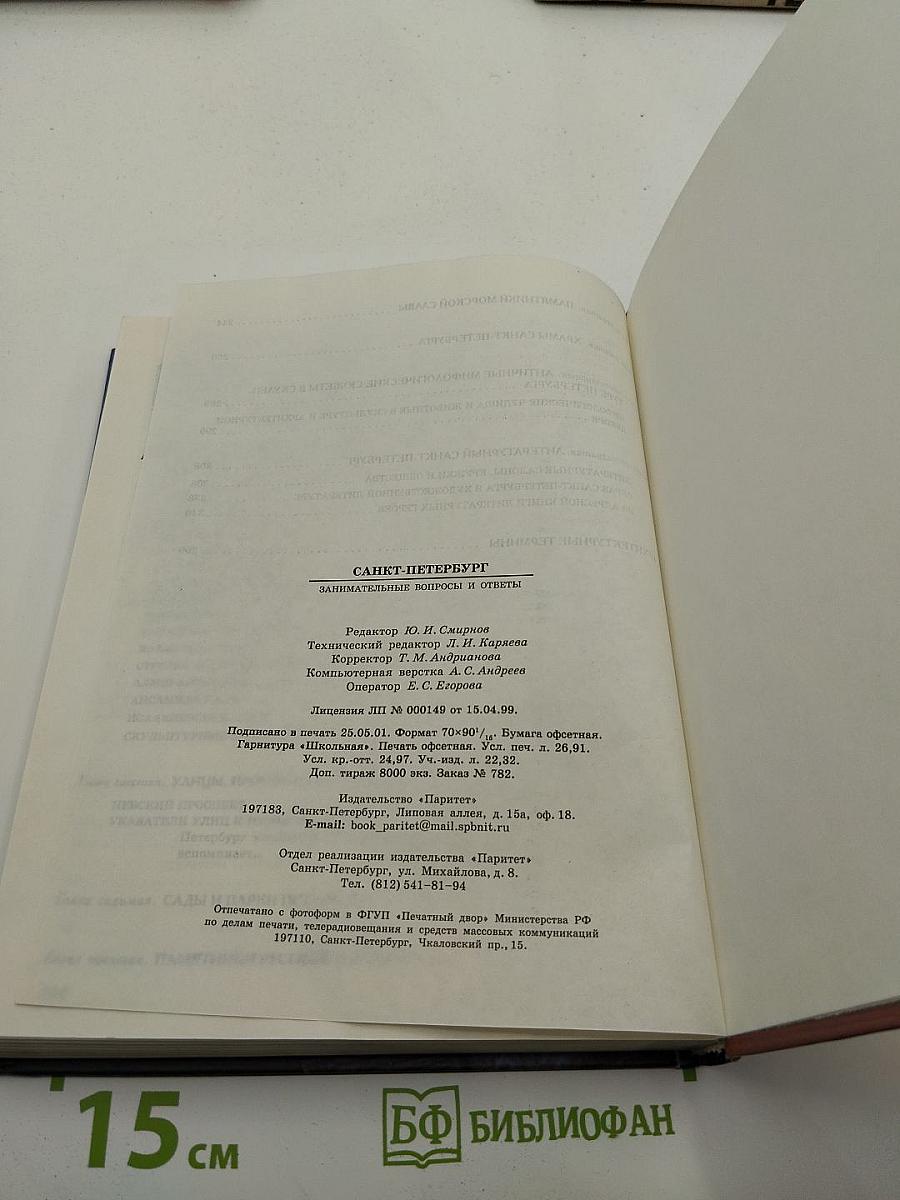 САНКТ-ПЕТЕРБУРГ
ЗАНИМАТЕЛЬНЫЕ ВОПРОСЫ И ОТВЕТЫ
Редактор Ю. И. Смирнов
Технический редактор Л. И. Каряева
Корректор Т. М. Андрианова
Компьютерная верстка А. С. Андреев
Оператор Е. С. Егорова
Лицензия ЛП № 000149 от 15.04.99.
Подписано в печать 25.05.01. Формат 70×90¹/₁₆. Бумага офсетная.
Гарнитура «Школьная». Печать офсетная. Усл. печ. л. 26,91.
Усл. кр.-отт. 24,97. Уч.-изд. л. 22,32.
Доп. тираж 8000 экз. Заказ № 782.
Издательство «Паритет»
197183, Санкт-Петербург, Липовая аллея, д. 15а, оф. 18.
E-mail: book_paritet@mail.spbnit.ru
Отдел реализации издательства «Паритет»
Санкт-Петербург, ул. Михайлова, д. 8.
Тел. (812) 541-81-94
Отпечатано с фотоформ в ФГУП «Печатный двор» Министерства РФ
по делам печати, телерадиовещания и средств массовых коммуникаций
197110, Санкт-Петербург, Чкаловский пр., 15.
15 см
БФ БИБЛИОФАН